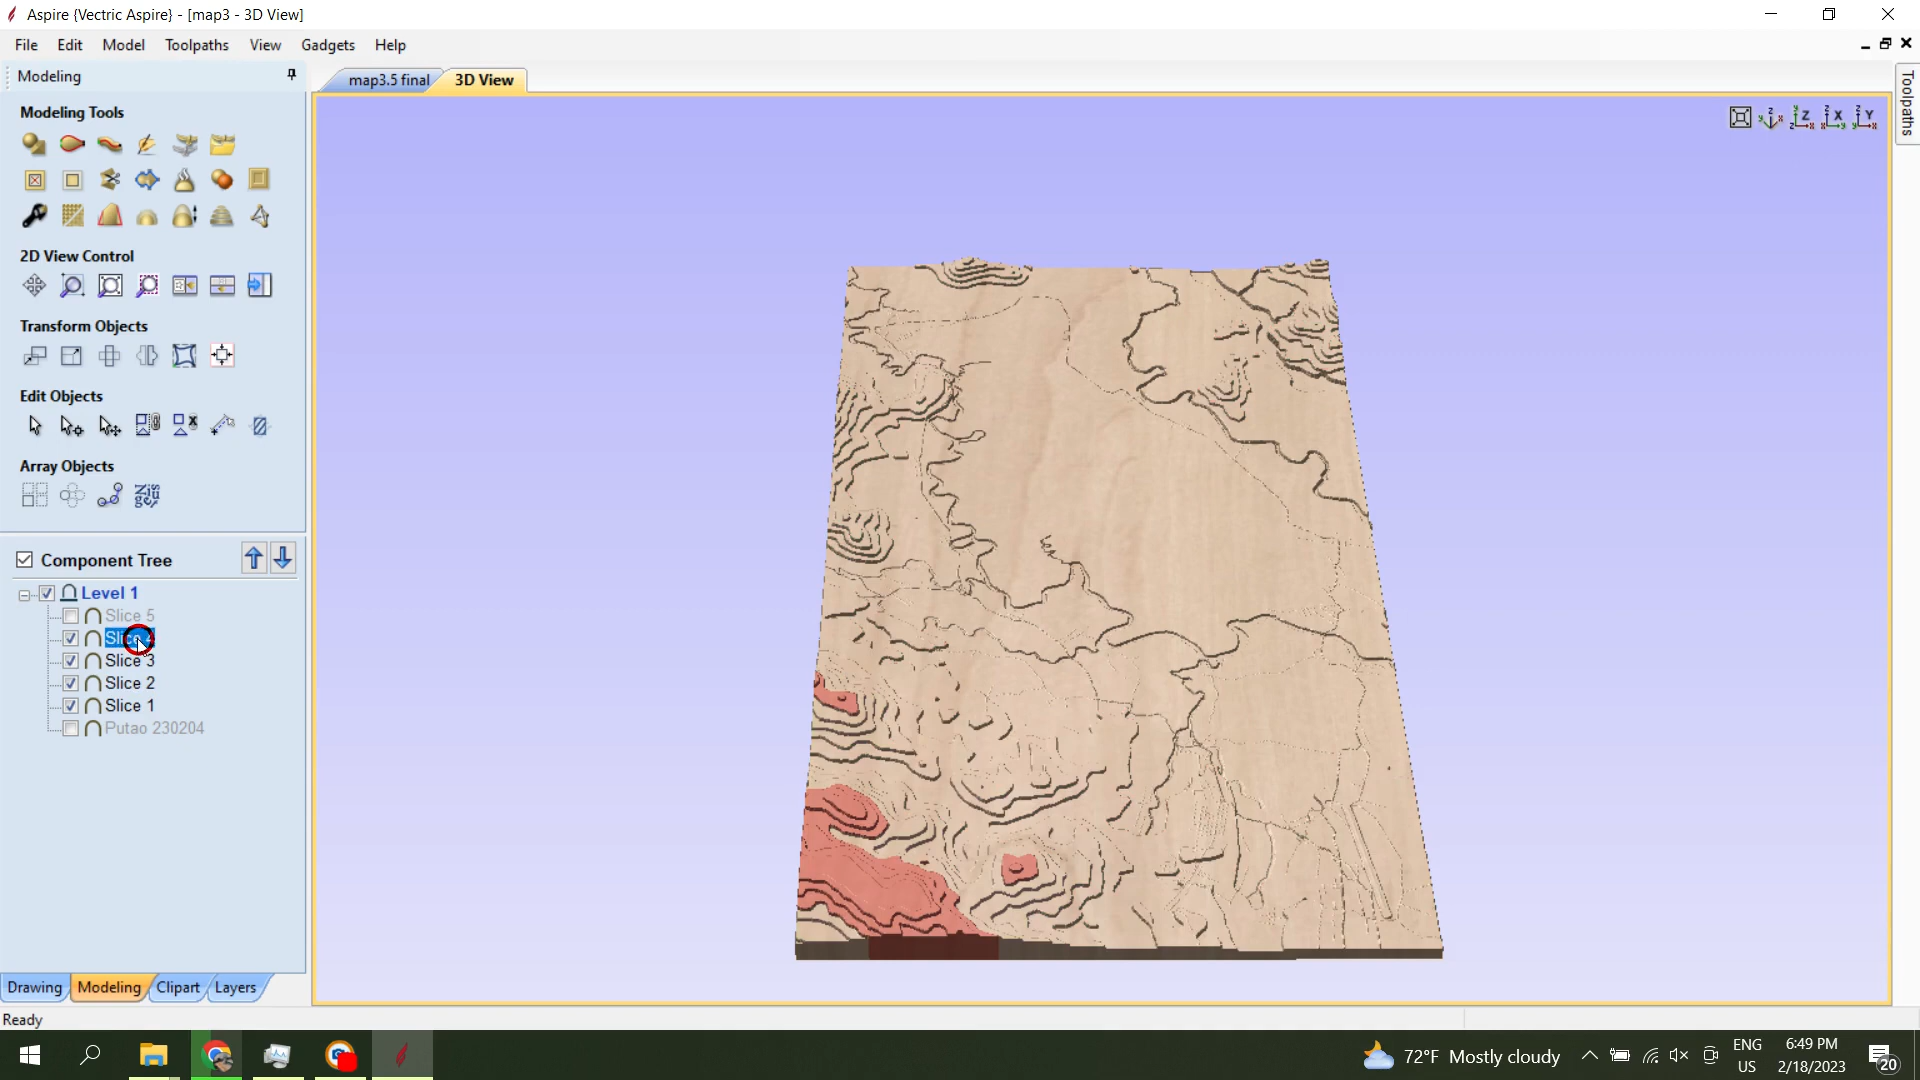 Aspire {Vectric Aspire} - [map3 - 3D View]
File Edit Model Toolpaths View Gadgets Help
Modeling
map3.5 final
3D View
Toolpaths
Modeling Tools
2D View Control
Transform Objects
Edit Objects
Array Objects
Component Tree
Level 1
Slice 5
Slice 4
Slice 3
Slice 2
Slice 1
Putao 230204
Drawing Modeling Clipart Layers
Ready
72°F Mostly cloudy
ENG
US
6:49 PM
2/18/2023
20